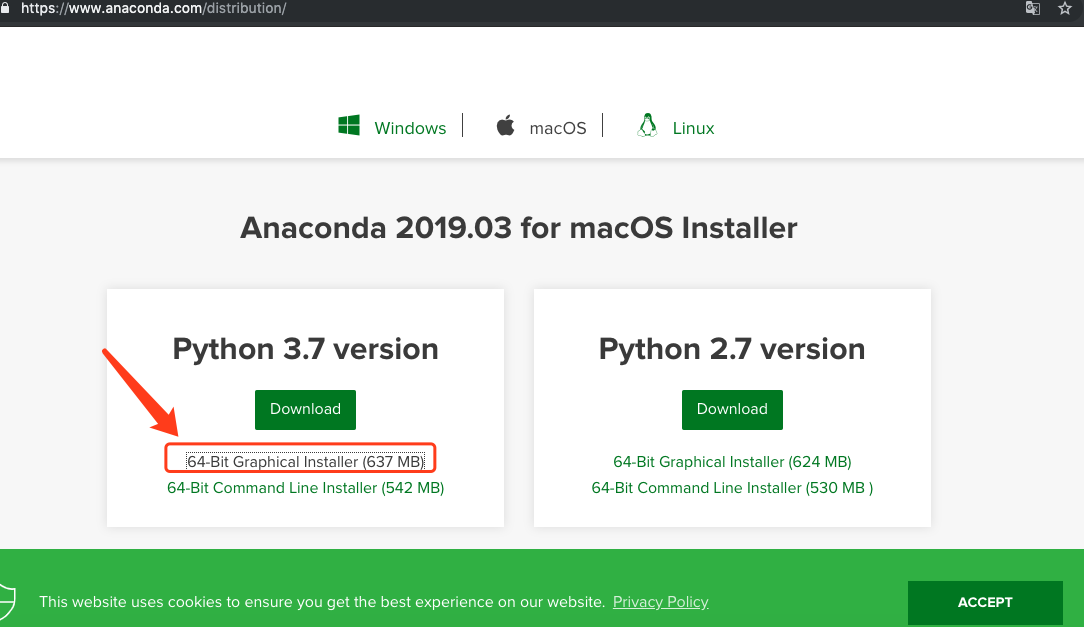 https://www.anaconda.com/distribution/
Windows
macOS
Linux
Anaconda 2019.03 for macOS Installer
Python 3.7 version
Download
64-Bit Graphical Installer (637 MB)
64-Bit Command Line Installer (542 MB)
Python 2.7 version
Download
64-Bit Graphical Installer (624 MB)
64-Bit Command Line Installer (530 MB )
This website uses cookies to ensure you get the best experience on our website. Privacy Policy
ACCEPT